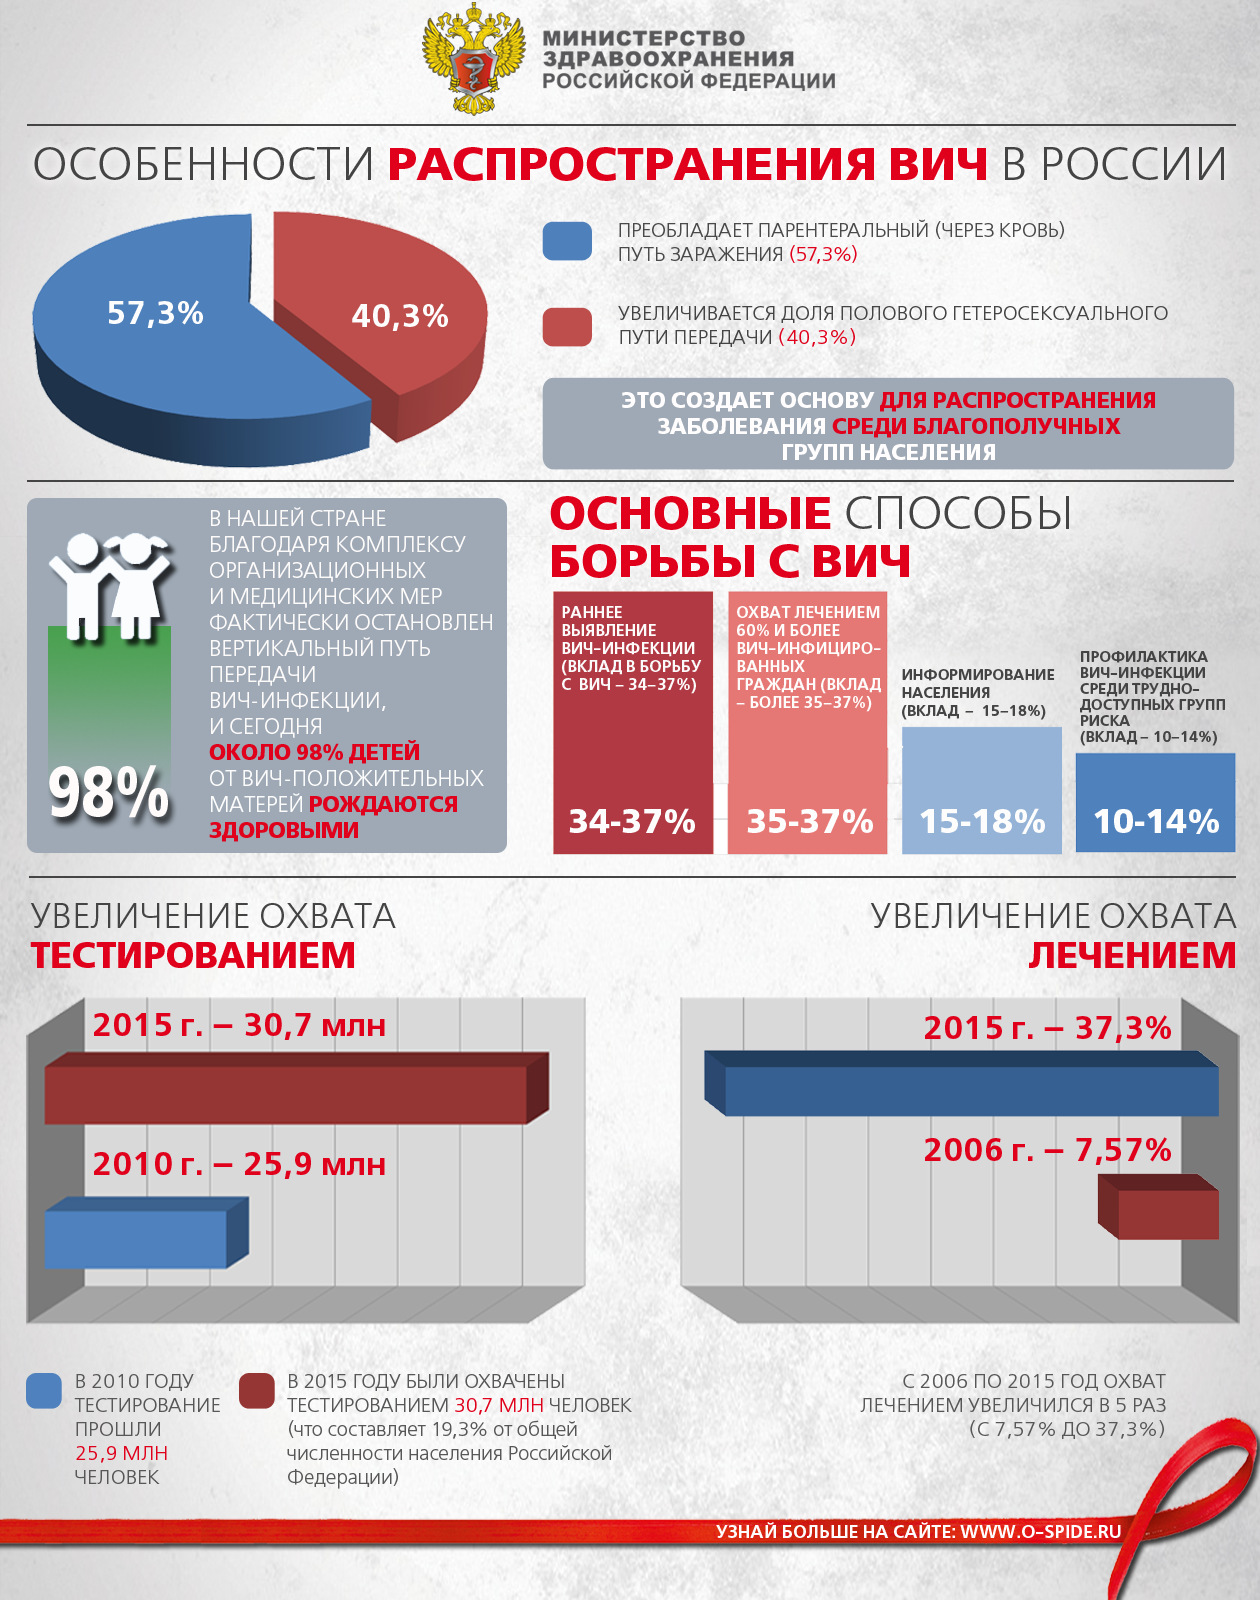 МИНИСТЕРСТВО
ЗДРАВООХРАНЕНИЯ
РОССИЙСКОЙ ФЕДЕРАЦИИ
ОСОБЕННОСТИ РАСПРОСТРАНЕНИЯ ВИЧ В РОССИИ
57,3%
40,3%
ПРЕОБЛАДАЕТ ПАРЕНТЕРАЛЬНЫЙ (ЧЕРЕЗ КРОВЬ)
ПУТЬ ЗАРАЖЕНИЯ (57,3%)
УВЕЛИЧИВАЕТСЯ ДОЛЯ ПОЛОВОГО ГЕТЕРОСЕКСУАЛЬНОГО
ПУТИ ПЕРЕДАЧИ (40,3%)
ЭТО СОЗДАЕТ ОСНОВУ ДЛЯ РАСПРОСТРАНЕНИЯ
ЗАБОЛЕВАНИЯ СРЕДИ БЛАГОПОЛУЧНЫХ
ГРУПП НАСЕЛЕНИЯ
98%
В НАШЕЙ СТРАНЕ
БЛАГОДАРЯ КОМПЛЕКСУ
ОРГАНИЗАЦИОННЫХ
И МЕДИЦИНСКИХ МЕР
ФАКТИЧЕСКИ ОСТАНОВЛЕН
ВЕРТИКАЛЬНЫЙ ПУТЬ
ПЕРЕДАЧИ
ВИЧ-ИНФЕКЦИИ,
И СЕГОДНЯ
ОКОЛО 98% ДЕТЕЙ
ОТ ВИЧ-ПОЛОЖИТЕЛЬНЫХ
МАТЕРЕЙ РОЖДАЮТСЯ
ЗДОРОВЫМИ
ОСНОВНЫЕ СПОСОБЫ
БОРЬБЫ С ВИЧ
РАННЕЕ
ВЫЯВЛЕНИЕ
ВИЧ–ИНФЕКЦИИ
(ВКЛАД В БОРЬБУ
С ВИЧ – 34–37%)
34-37%
ОХВАТ ЛЕЧЕНИЕМ
60% И БОЛЕЕ
ВИЧ–ИНФИЦИРО–
ВАННЫХ
ГРАЖДАН (ВКЛАД
– БОЛЕЕ 35–37%)
35-37%
ИНФОРМИРОВАНИЕ
НАСЕЛЕНИЯ
(ВКЛАД – 15–18%)
15-18%
ПРОФИЛАКТИКА
ВИЧ–ИНФЕКЦИИ
СРЕДИ ТРУДНО–
ДОСТУПНЫХ ГРУПП
РИСКА
(ВКЛАД – 10–14%)
10-14%
УВЕЛИЧЕНИЕ ОХВАТА
ТЕСТИРОВАНИЕМ
2015 г. – 30,7 млн
2010 г. – 25,9 млн
УВЕЛИЧЕНИЕ ОХВАТА
ЛЕЧЕНИЕМ
2015 г. – 37,3%
2006 г. – 7,57%
В 2010 ГОДУ
ТЕСТИРОВАНИЕ
ПРОШЛИ
25,9 МЛН
ЧЕЛОВЕК
В 2015 ГОДУ БЫЛИ ОХВАЧЕНЫ
ТЕСТИРОВАНИЕМ 30,7 МЛН ЧЕЛОВЕК
(что составляет 19,3% от общей
численности населения Российской
Федерации)
С 2006 ПО 2015 ГОД ОХВАТ
ЛЕЧЕНИЕМ УВЕЛИЧИЛСЯ В 5 РАЗ
(С 7,57% ДО 37,3%)
УЗНАЙ БОЛЬШЕ НА САЙТЕ: WWW.O–SPIDE.RU